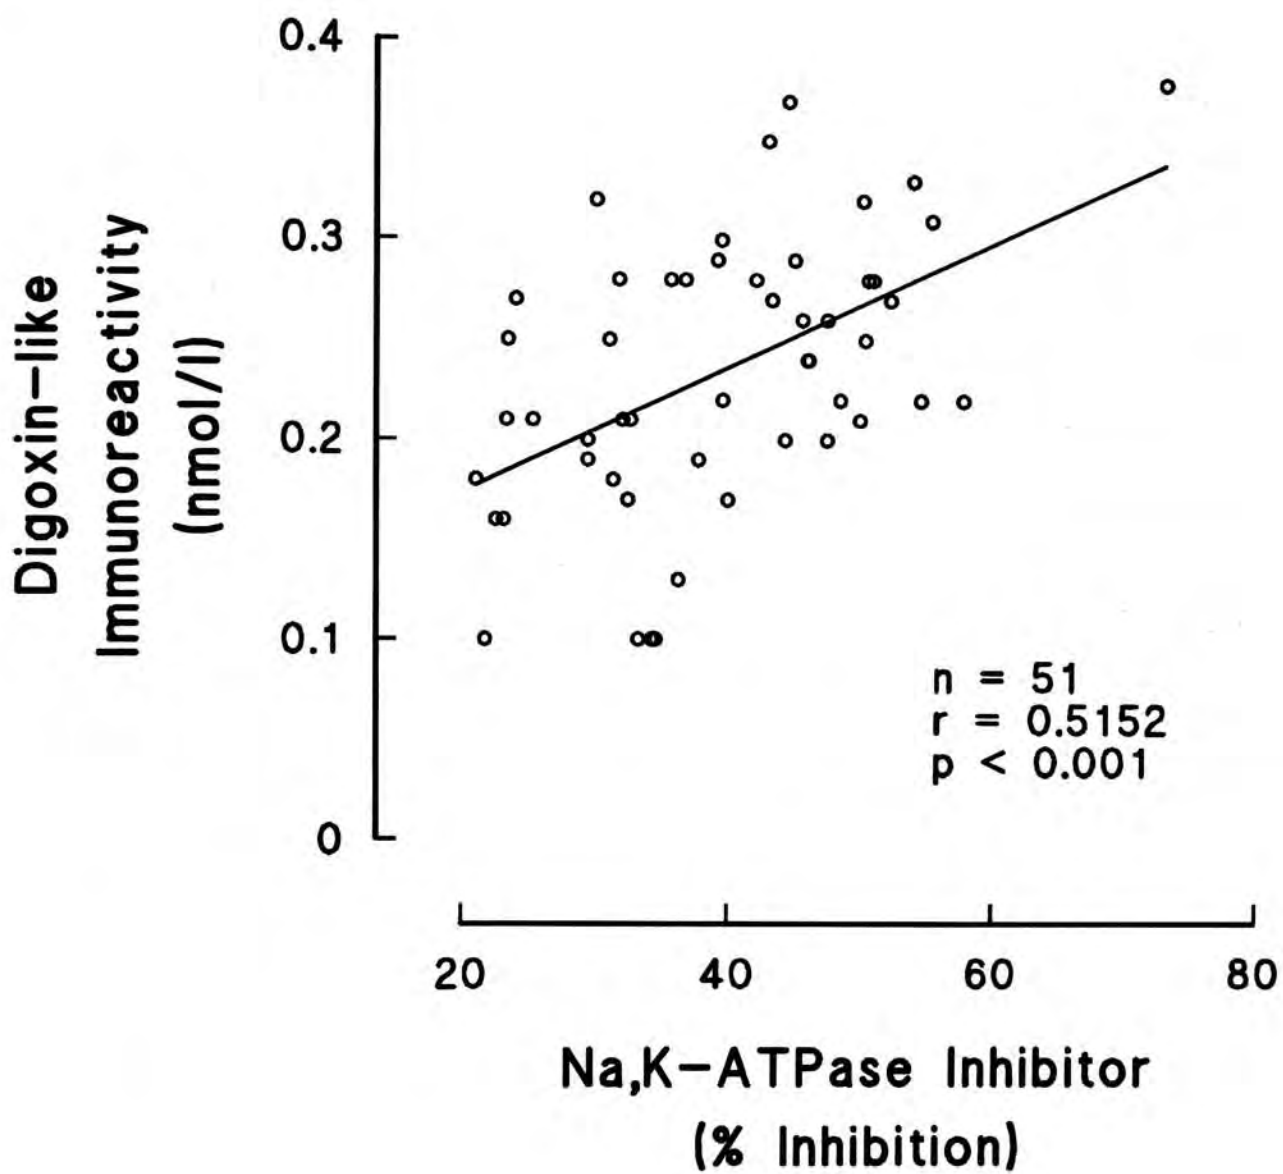 Digoxin-like
Immunoreactivity
(nmol/l)
0.4
0.3
0.2
0.1
0
n = 51
r = 0.5152
p < 0.001
20 40 60 80
Na,K-ATPase Inhibitor
(% Inhibition)